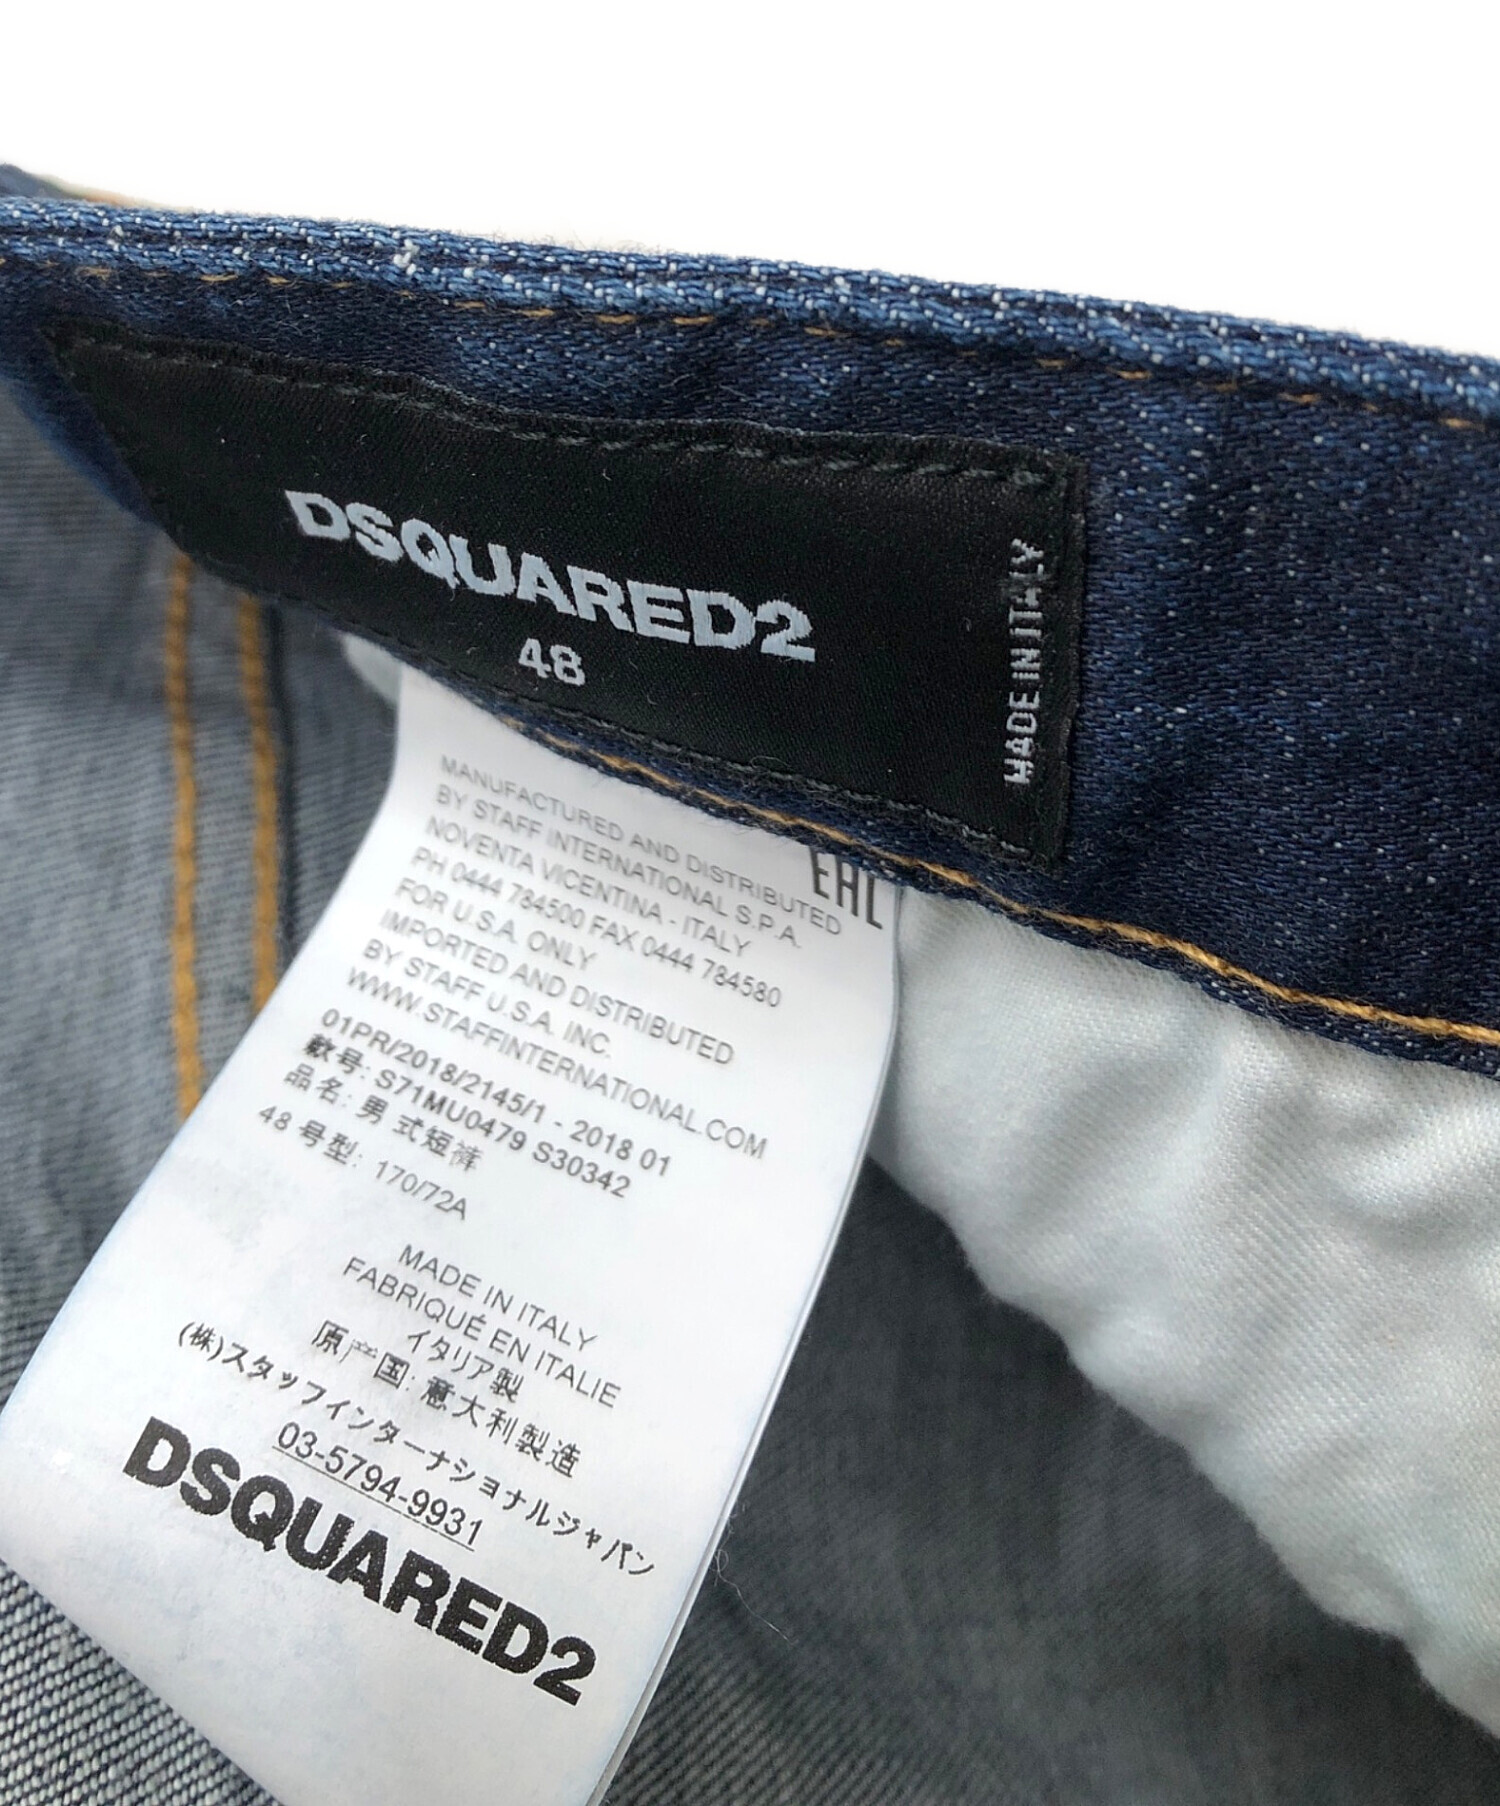 DSQUARED2
48
MADE IN ITALY
EAC
MANUFACTURED AND DISTRIBUTED
BY STAFF INTERNATIONAL S.P.A.
NOVENTA VICENTINA - ITALY
PH 0444 784500 FAX 0444 784580
FOR U.S.A. ONLY
IMPORTED AND DISTRIBUTED
BY STAFF U.S.A. INC.
WWW.STAFFINTERNATIONAL.COM
01PR/2018/2145/1 - 2018 01
款号: S71MU0479 S30342
品名: 男式短裤
48号型: 170/72A
MADE IN ITALY
FABRIQUÉ EN ITALIE
イタリア製
原产国: 意大利製造
(株)スタッフインターナショナルジャパン
03-5794-9931
DSQUARED2